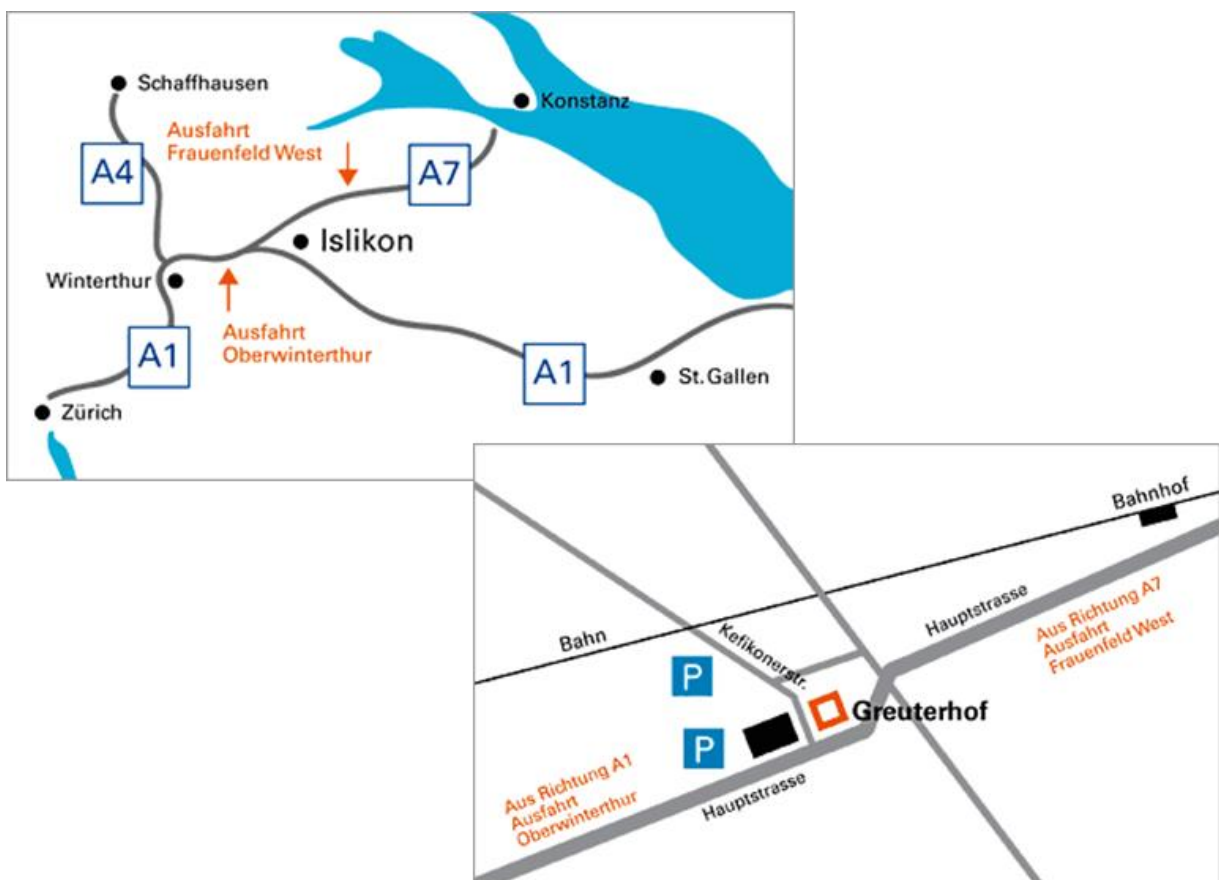 Schaffhausen
Konstanz
Ausfahrt
Frauenfeld West
A4
A7
Islikon
Winterthur
Ausfahrt
Oberwinterthur
A1
A1
St. Gallen
Zürich
Bahnhof
Hauptstrasse
Aus Richtung A7
Ausfahrt
Frauenfeld West
Bahn
Kefikonerstr.
P
Greuterhof
P
Aus Richtung A1
Ausfahrt
Oberwinterthur
Hauptstrasse